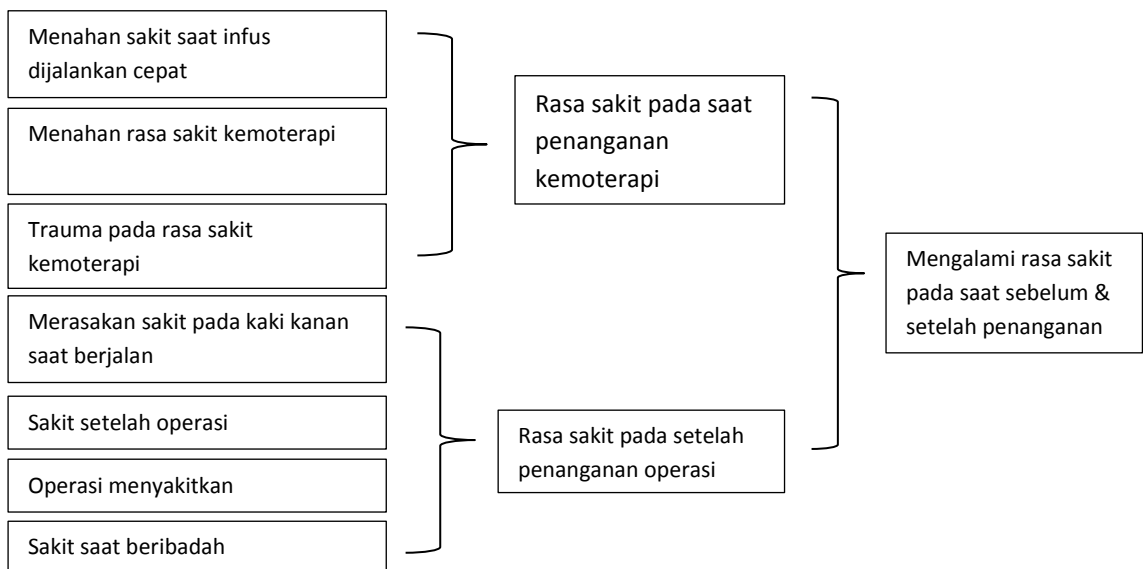 Menahan sakit saat infus
dijalankan cepat
Menahan rasa sakit kemoterapi
Trauma pada rasa sakit
kemoterapi
Merasakan sakit pada kaki kanan
saat berjalan
Sakit setelah operasi
Operasi menyakitkan
Sakit saat beribadah
Rasa sakit pada saat
penanganan
kemoterapi
Rasa sakit pada setelah
penanganan operasi
Mengalami rasa sakit
pada saat sebelum &
setelah penanganan